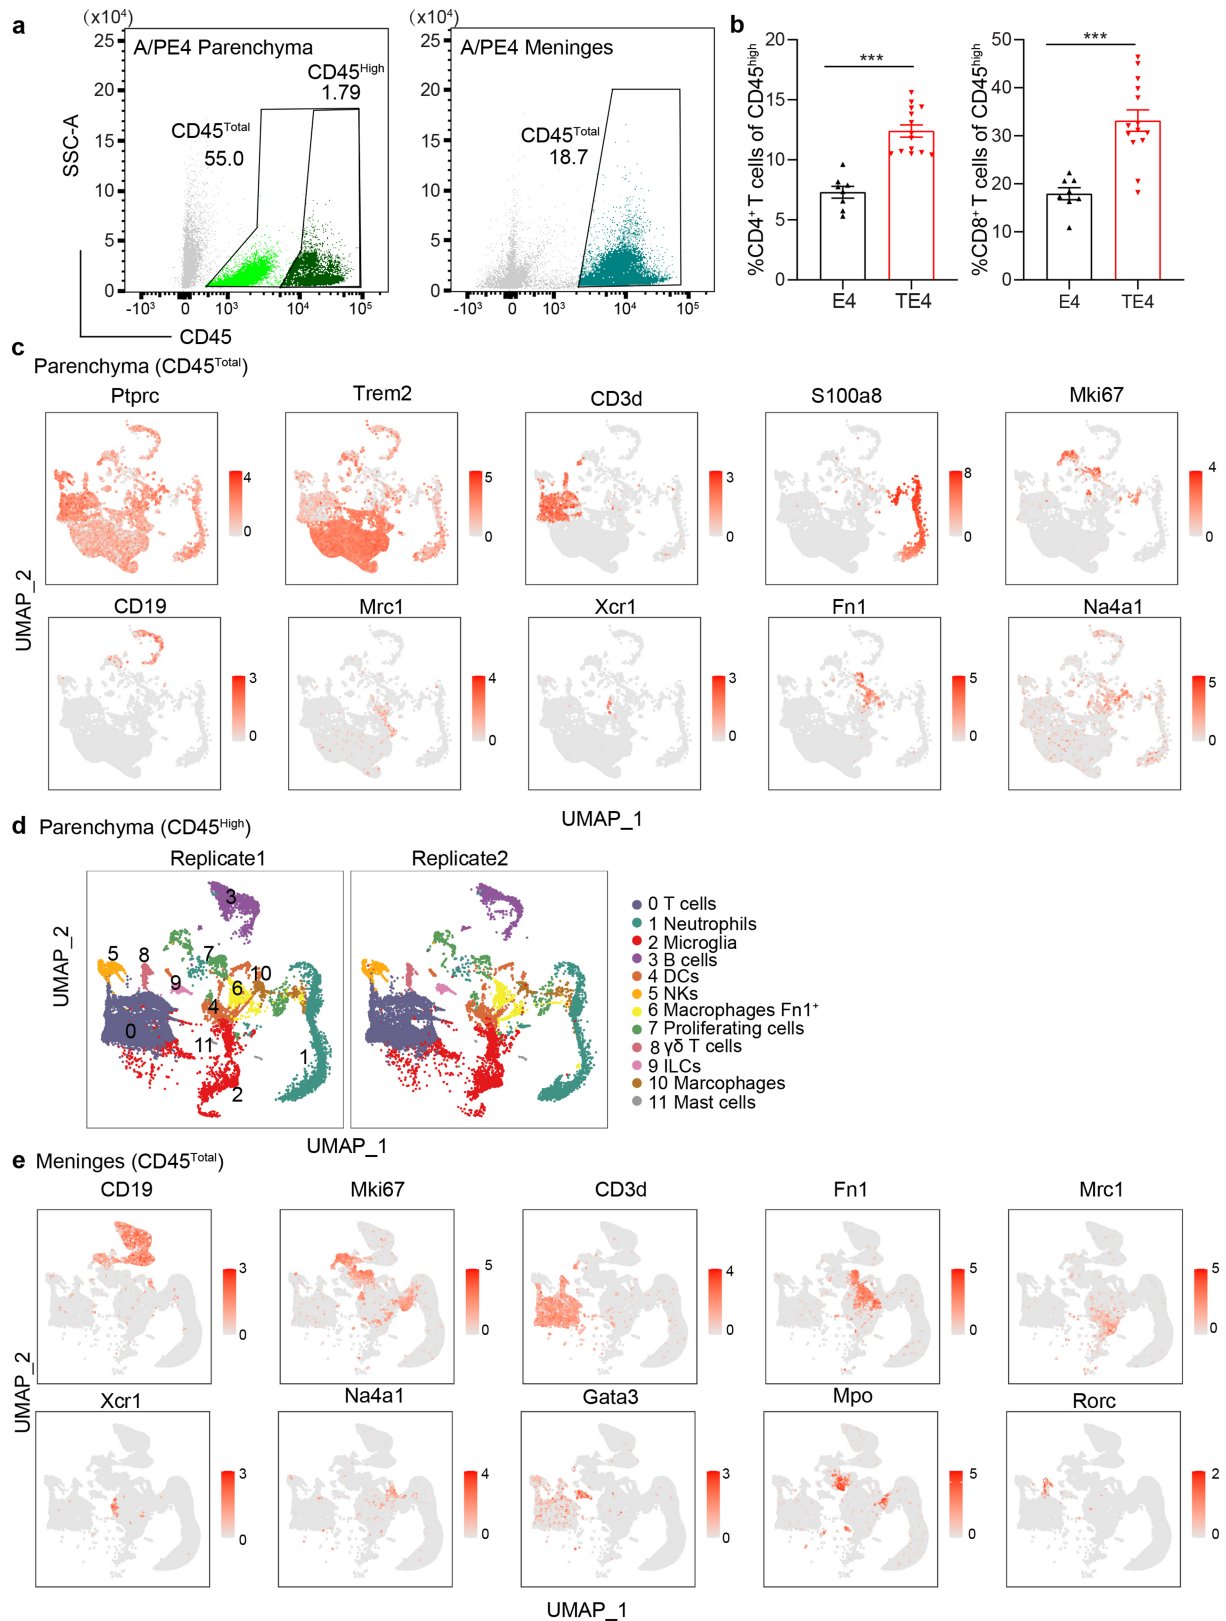 a
(x10⁴)
25
20
15
10
5
0
SSC-A
A/PE4 Parenchyma
CD45High
1.79
CD45Total
55.0
-10³ 0 10³ 10⁴ 10⁵
CD45
(x10⁴)
25
20
15
10
5
0
A/PE4 Meninges
CD45Total
18.7
-10³ 0 10³ 10⁴ 10⁵
b
%CD4⁺ T cells of CD45high
20
15
10
5
0
***
E4 TE4
%CD8⁺ T cells of CD45high
50
40
30
20
10
0
***
E4 TE4
c
Parenchyma (CD45Total)
Ptprc Trem2 CD3d S100a8 Mki67
4 5 3 8 4
0 0 0 0 0
CD19 Mrc1 Xcr1 Fn1 Na4a1
3 4 3 5 5
0 0 0 0 0
UMAP_2
UMAP_1
d Parenchyma (CD45High)
Replicate1 Replicate2
UMAP_2
3
5 8 7
9 10
6
4
0 11 1
2
0 T cells
1 Neutrophils
2 Microglia
3 B cells
4 DCs
5 NKs
6 Macrophages Fn1⁺
7 Proliferating cells
8 γδ T cells
9 ILCs
10 Marcophages
11 Mast cells
UMAP_1
e Meninges (CD45Total)
CD19 Mki67 CD3d Fn1 Mrc1
3 5 4 5 5
0 0 0 0 0
Xcr1 Na4a1 Gata3 Mpo Rorc
3 4 3 5 2
0 0 0 0 0
UMAP_2
UMAP_1